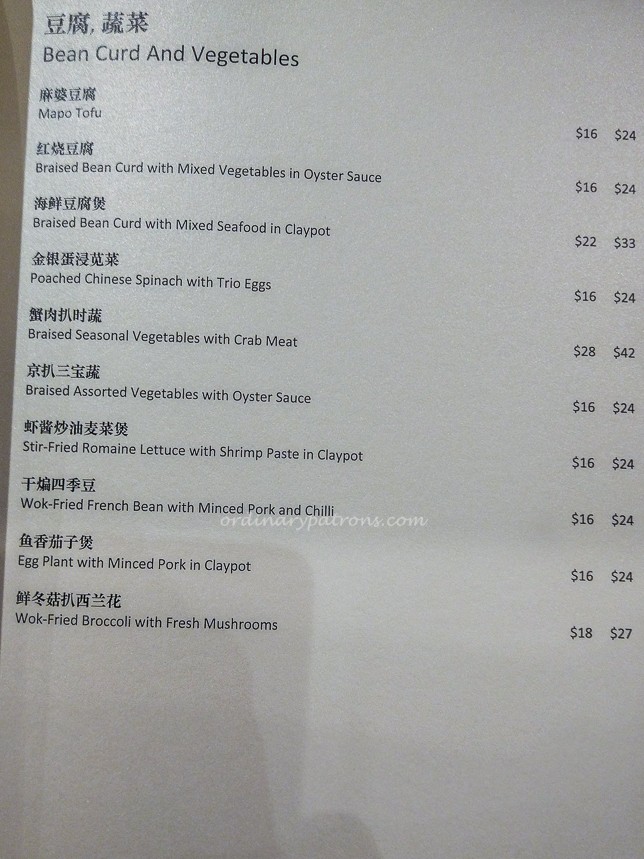 豆腐, 蔬菜
Bean Curd And Vegetables
麻婆豆腐
Mapo Tofu
$16 $24
红烧豆腐
Braised Bean Curd with Mixed Vegetables in Oyster Sauce
$16 $24
海鲜豆腐煲
Braised Bean Curd with Mixed Seafood in Claypot
$22 $33
金银蛋浸苋菜
Poached Chinese Spinach with Trio Eggs
$16 $24
蟹肉扒时蔬
Braised Seasonal Vegetables with Crab Meat
$28 $42
京扒三宝蔬
Braised Assorted Vegetables with Oyster Sauce
$16 $24
虾酱炒油麦菜煲
Stir-Fried Romaine Lettuce with Shrimp Paste in Claypot
$16 $24
干煸四季豆
Wok-Fried French Bean with Minced Pork and Chilli
ordinarypatrons.com
$16 $24
鱼香茄子煲
Egg Plant with Minced Pork in Claypot
$16 $24
鲜冬菇扒西兰花
Wok-Fried Broccoli with Fresh Mushrooms
$18 $27